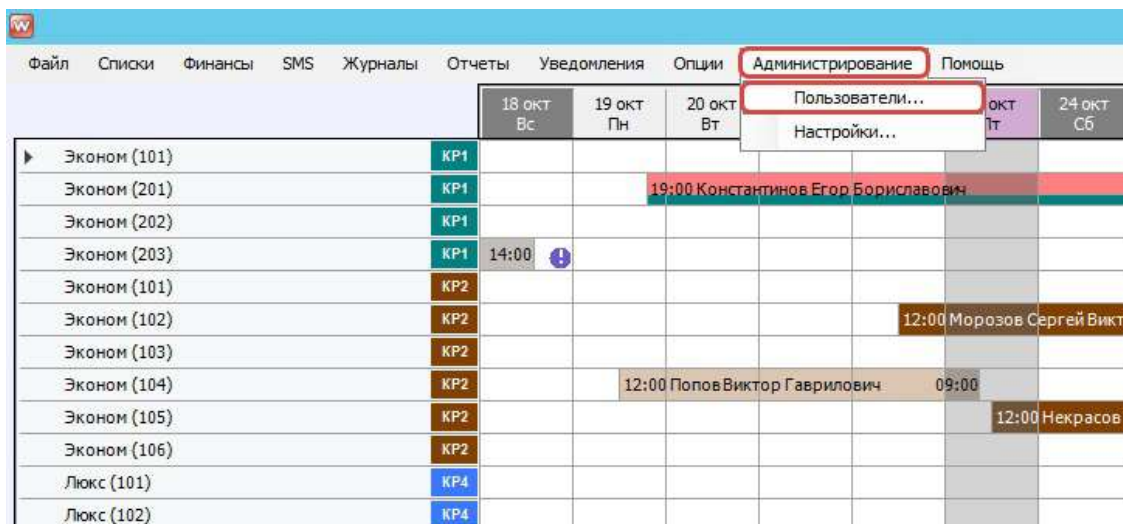 Файл Списки Финансы SMS Журналы Отчеты Уведомления Опции Администрирование Помощь
Пользователи...
Настройки...
18 окт 19 окт 20 окт окт 24 окт
Вс Пн Вт Пт Сб
Эконом (101) КР1
Эконом (201) КР1 19:00 Константинов Егор Бориславович
Эконом (202) КР1
Эконом (203) КР1 14:00
Эконом (101) КР2
Эконом (102) КР2 12:00 Морозов Сергей Викт
Эконом (103) КР2
Эконом (104) КР2 12:00 Попов Виктор Гаврилович 09:00
Эконом (105) КР2 12:00 Некрасов
Эконом (106) КР2
Люкс (101) КР4
Люкс (102) КР4